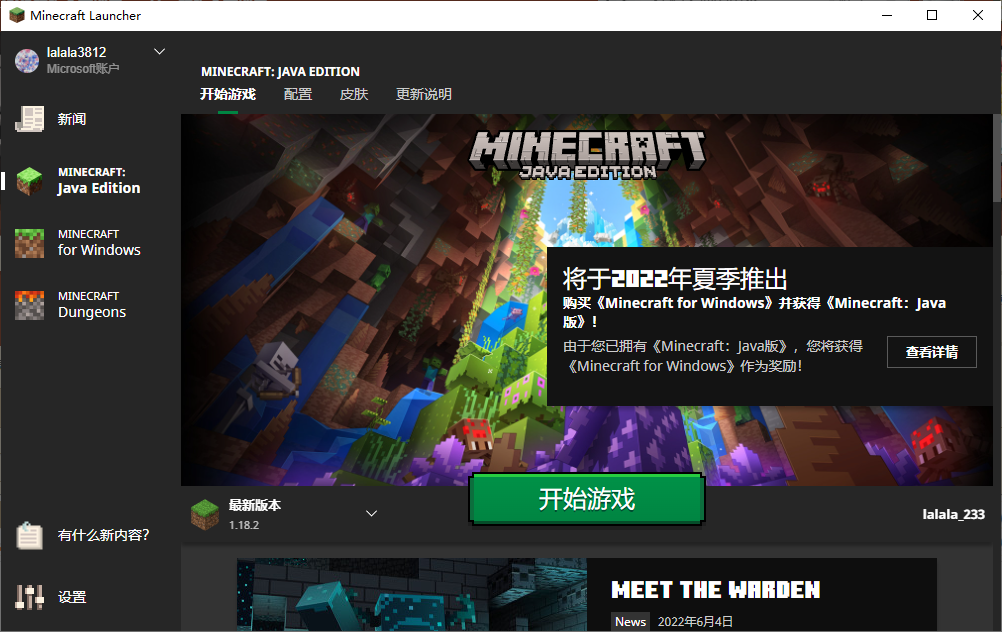 Minecraft Launcher
lalala3812
Microsoft账户
新闻
MINECRAFT:
Java Edition
MINECRAFT
for Windows
MINECRAFT
Dungeons
有什么新内容?
设置
MINECRAFT: JAVA EDITION
开始游戏 配置 皮肤 更新说明
MINECRAFT
JAVA EDITION
将于2022年夏季推出
购买《Minecraft for Windows》并获得《Minecraft: Java
版》!
由于您已拥有《Minecraft: Java版》, 您将获得
《Minecraft for Windows》作为奖励!
查看详情
最新版本
1.18.2
开始游戏
lalala_233
MEET THE WARDEN
News 2022年6月4日